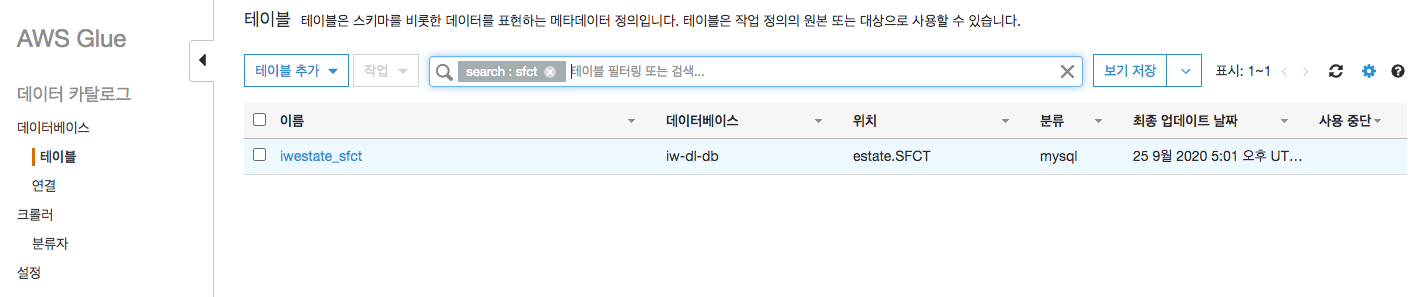 AWS Glue
데이터 카탈로그
데이터베이스
테이블
연결
크롤러
분류자
설정
테이블 테이블은 스키마를 비롯한 데이터를 표현하는 메타데이터 정의입니다. 테이블은 작업 정의의 원본 또는 대상으로 사용할 수 있습니다.
테이블 추가 작업 search : sfct 테이블 필터링 또는 검색... 보기 저장 표시: 1~1
이름 데이터베이스 위치 분류 최종 업데이트 날짜 사용 중단
iwestate_sfct iw-dl-db estate.SFCT mysql 25 9월 2020 5:01 오후 UT...